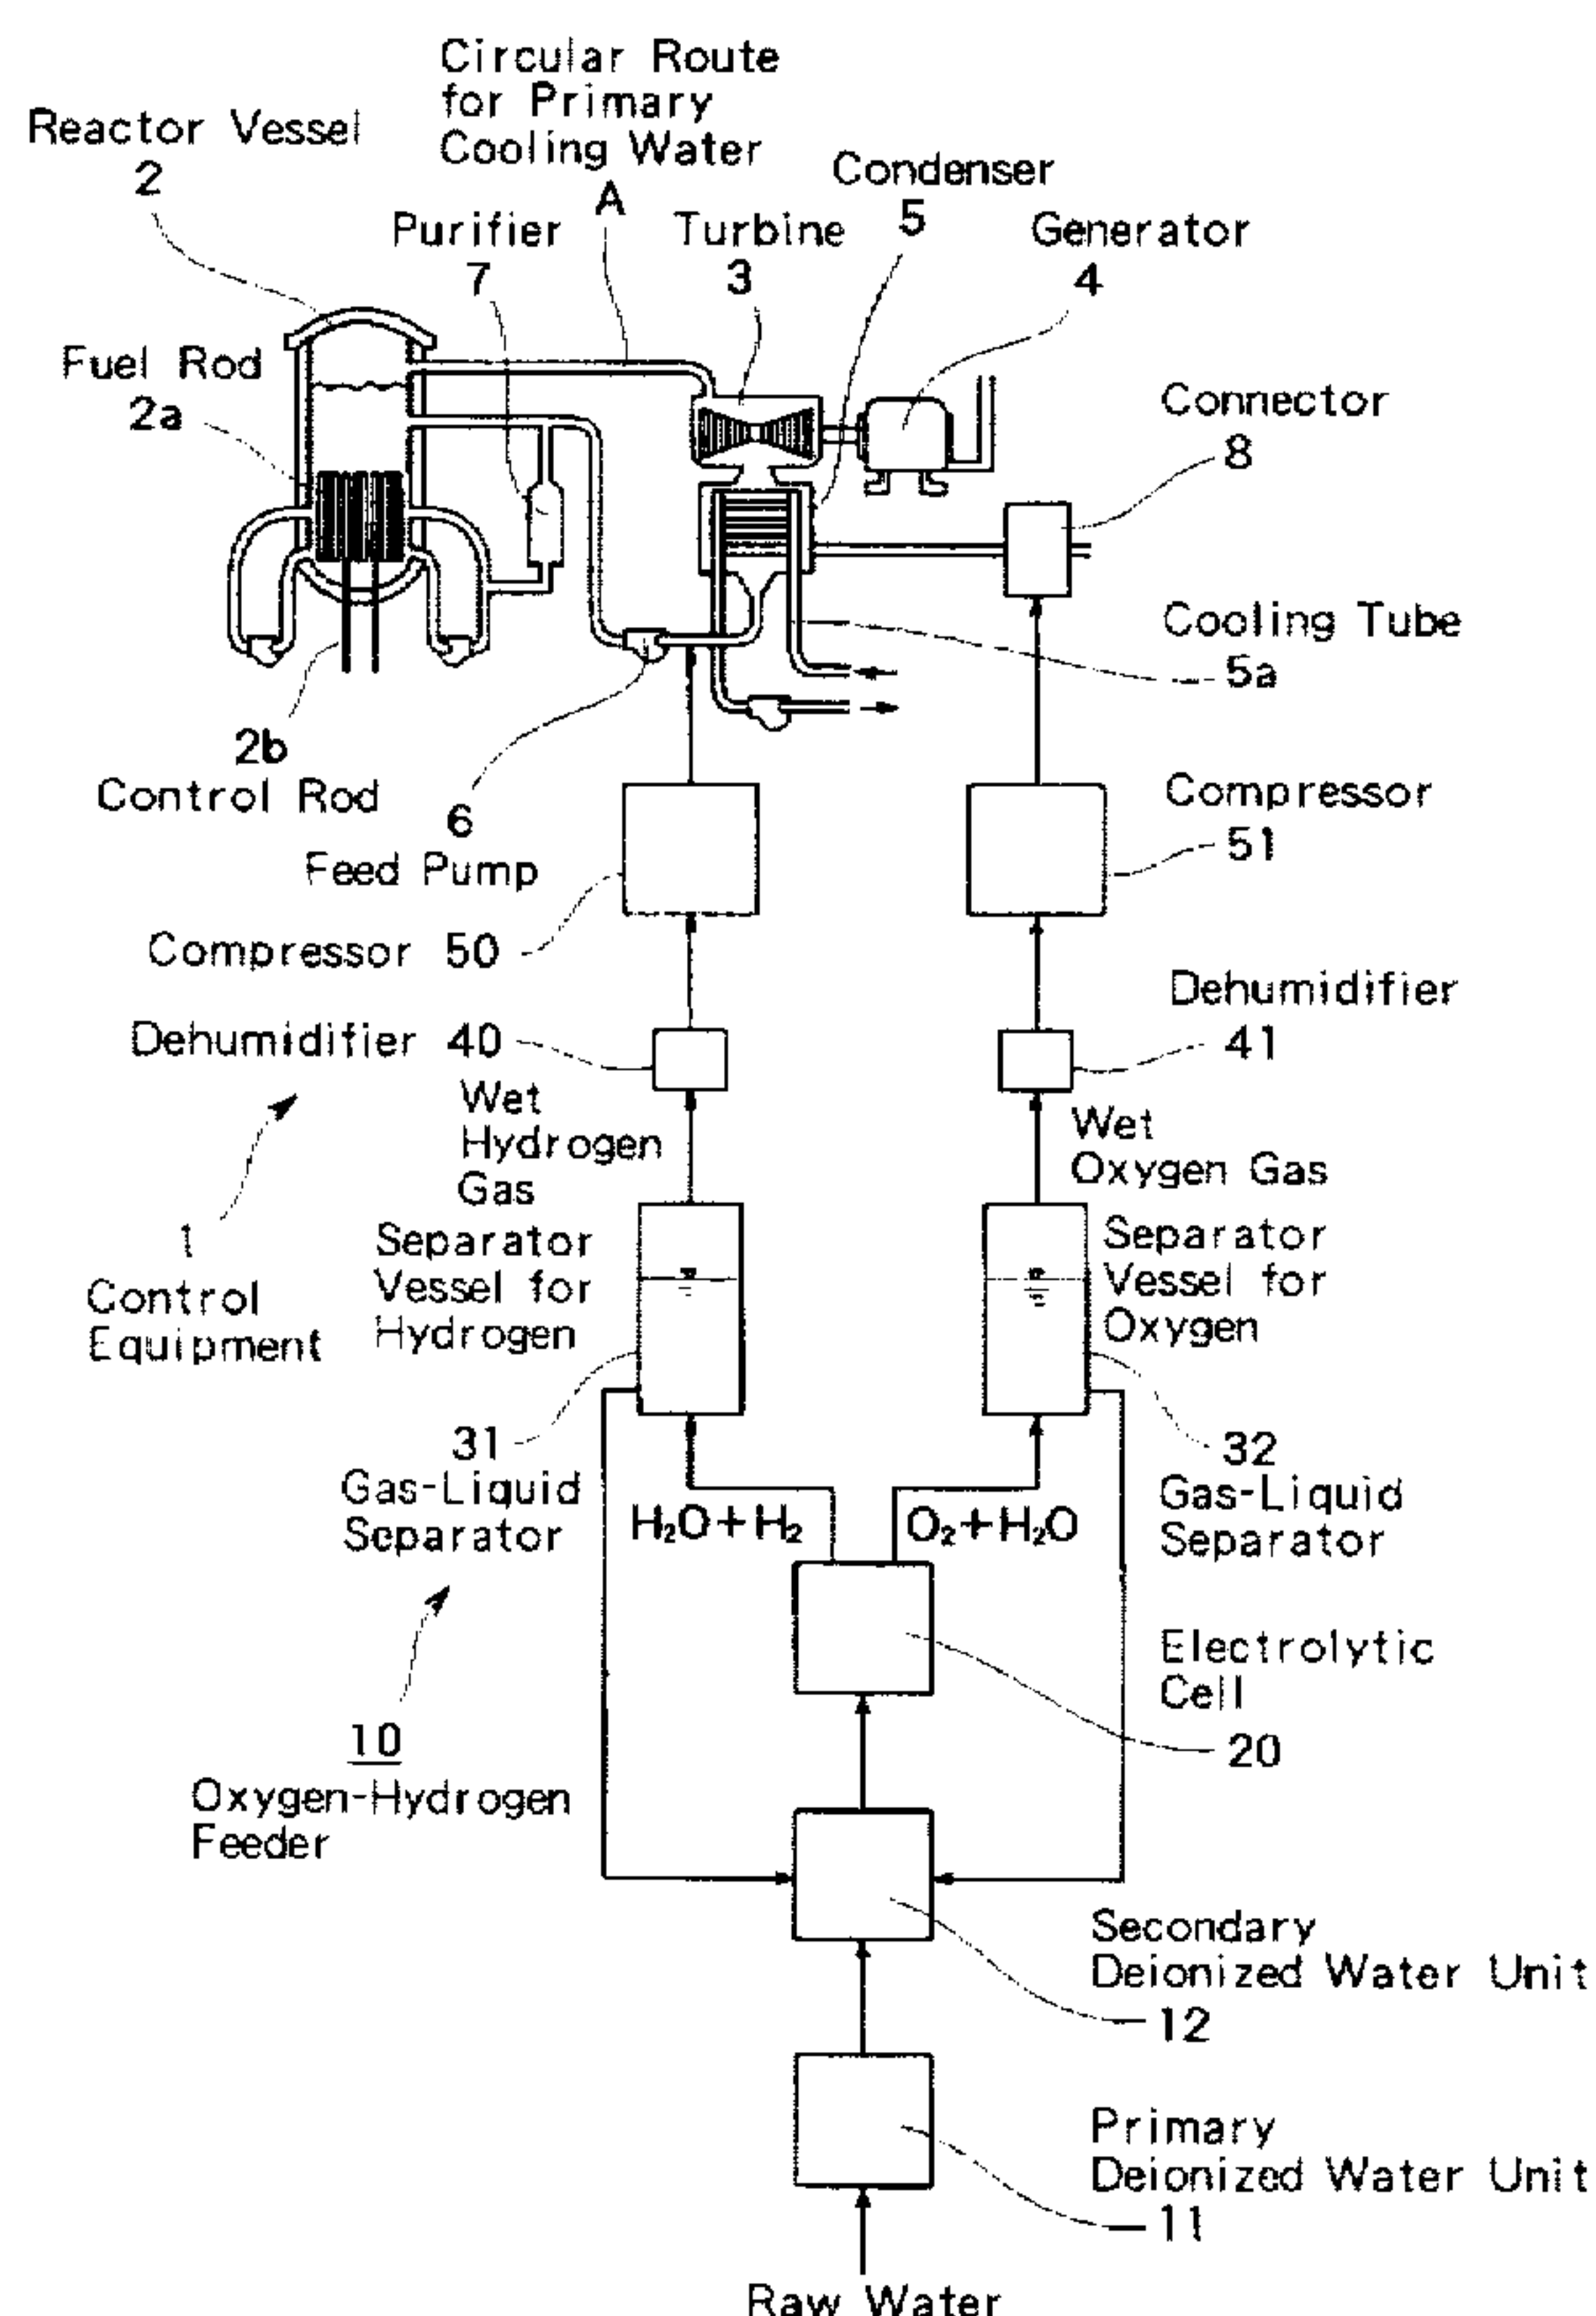 Circular Route
for Primary
Cooling Water
A
Reactor Vessel
2
Condenser
5
Purifier
7
Turbine
3
Generator
4
Fuel Rod
2a
Connector
8
Cooling Tube
5a
2b
Control Rod
6
Feed Pump
Compressor
51
Compressor 50
Dehumidifier
41
Dehumidifier 40
Wet
Hydrogen
Gas
Wet
Oxygen Gas
1
Control
Equipment
Separator
Vessel for
Hydrogen
Separator
Vessel for
Oxygen
31
Gas-Liquid
Separator
32
Gas-Liquid
Separator
H₂O+H₂
O₂+H₂O
Electrolytic
Cell
20
10
Oxygen-Hydrogen
Feeder
Secondary
Deionized Water Unit
12
Primary
Deionized Water Unit
11
Raw Water